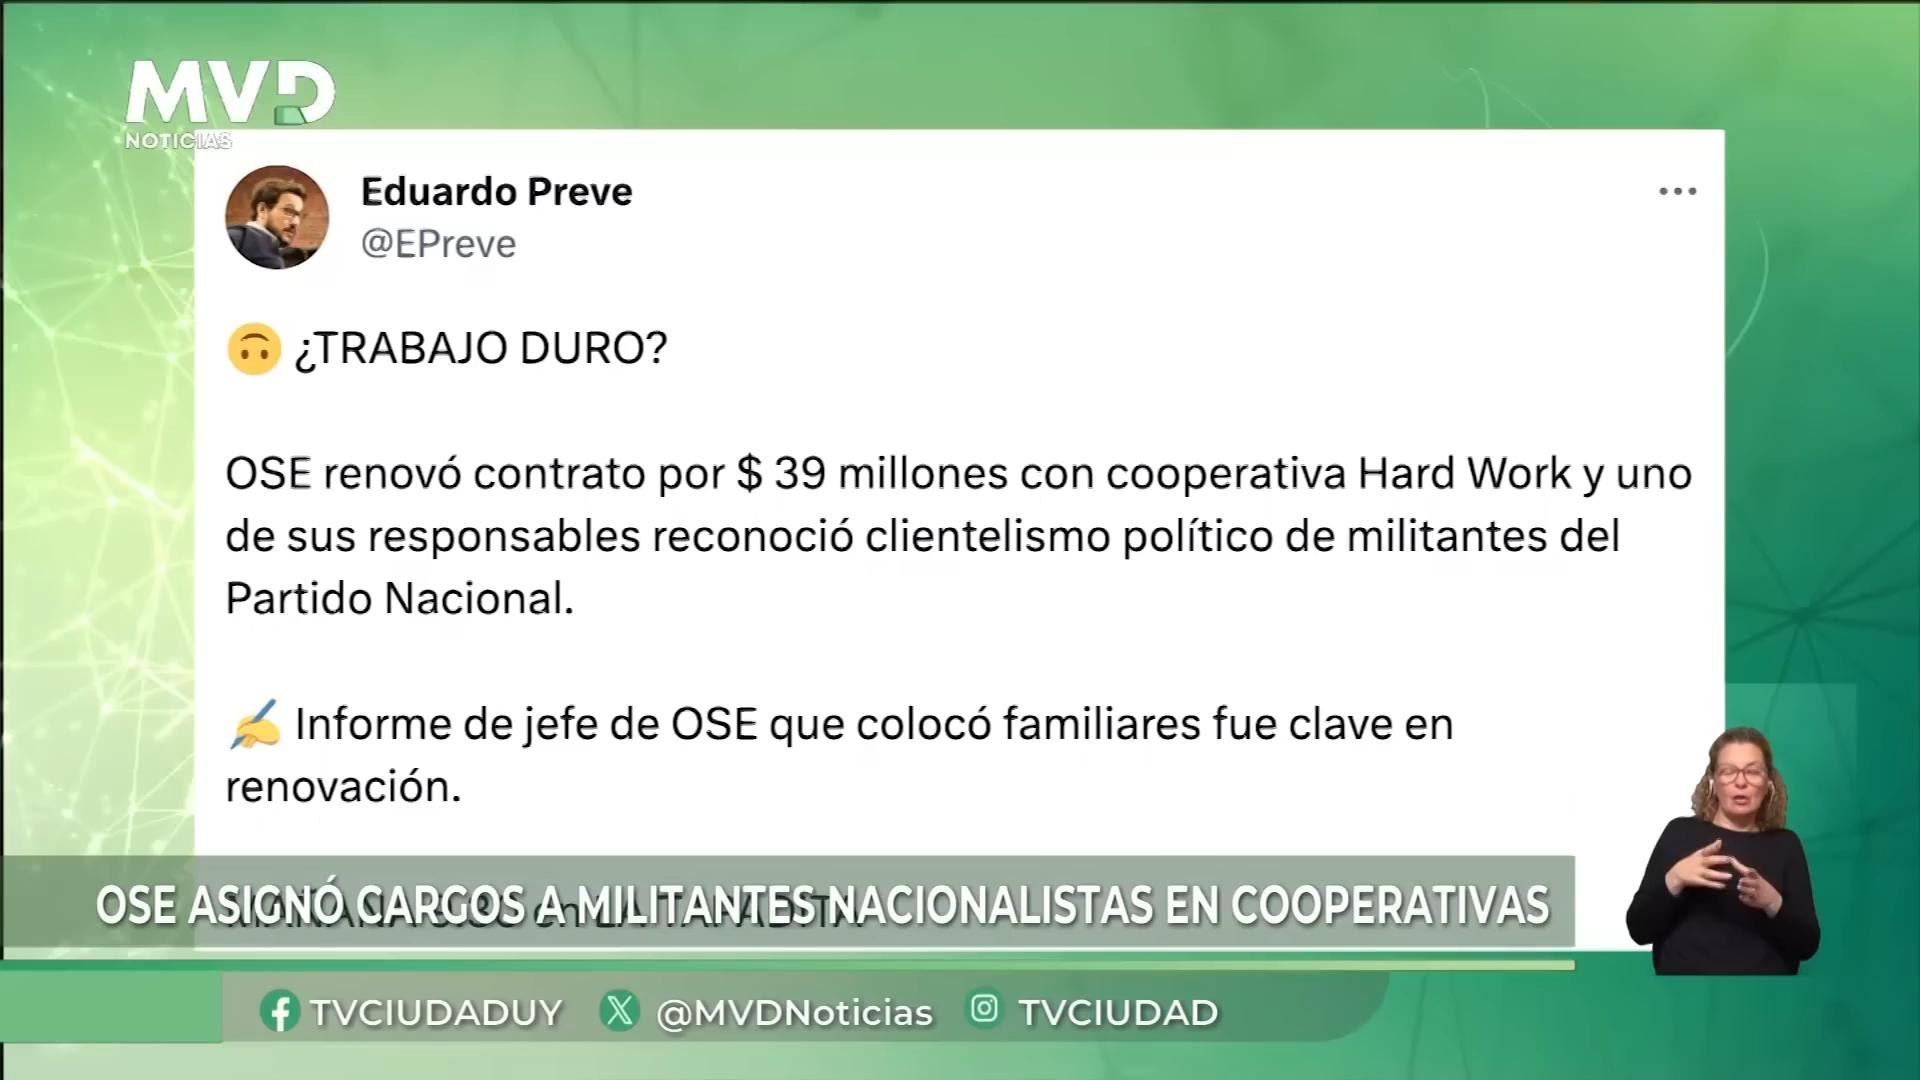 MVD
NOTICIAS
Eduardo Preve
@EPreve
¿TRABAJO DURO?
OSE renovó contrato por $ 39 millones con cooperativa Hard Work y uno
de sus responsables reconoció clientelismo político de militantes del
Partido Nacional.
Informe de jefe de OSE que colocó familiares fue clave en
renovación.
OSE ASIGNÓ CARGOS A MILITANTES NACIONALISTAS EN COOPERATIVAS
TVCIUDADUY @MVDNoticias TVCIUDAD